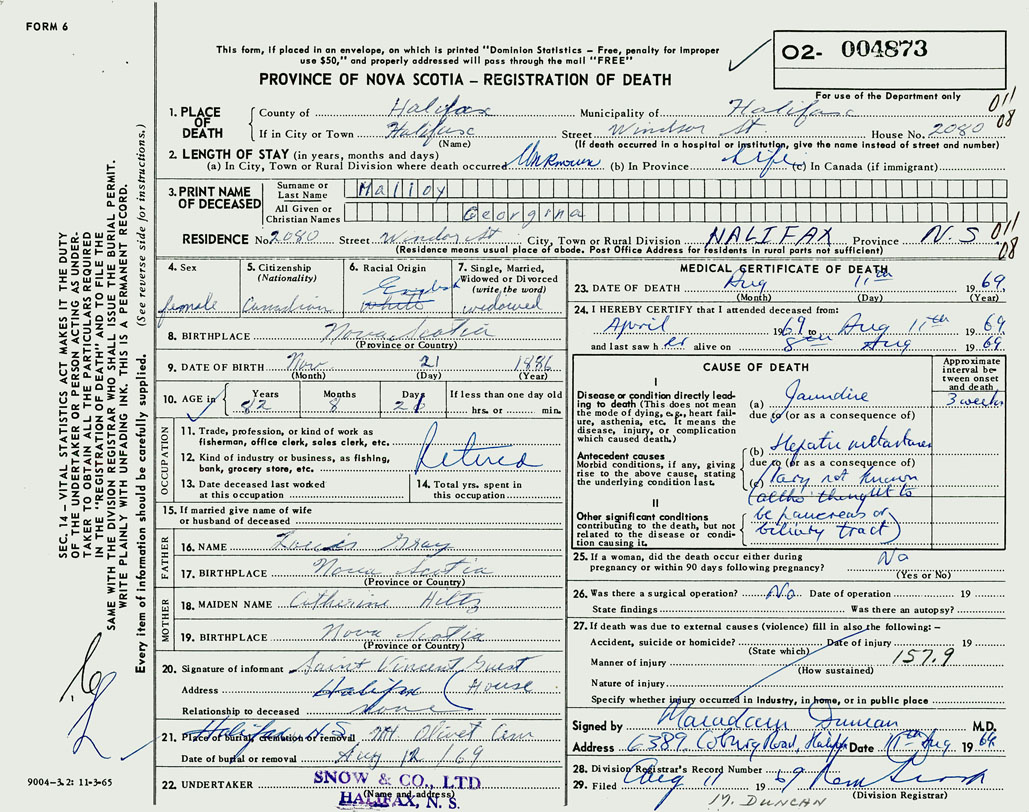 FORM 6
This form, if placed in an envelope, on which is printed "Dominion Statistics – Free, penalty for improper
use $50," and properly addressed will pass through the mail "FREE"
PROVINCE OF NOVA SCOTIA – REGISTRATION OF DEATH
O2- 004873
For use of the Department only
011
08
1. PLACE OF DEATH
County of Halifax Municipality of Halifax
If in City or Town Halifax Street Windsor St. House No. 2080
(Name) (If death occurred in a hospital or institution, give the name instead of street and number)
2. LENGTH OF STAY (in years, months and days)
(a) In City, Town or Rural Division where death occurred Unknown (b) In Province Life (c) In Canada (if immigrant)
3. PRINT NAME OF DECEASED
Surname or Last Name Malloy
All Given or Christian Names Georgina
RESIDENCE No. 2080 Street Windsor St City, Town or Rural Division HALIFAX Province N.S
(Residence means usual place of abode. Post Office Address for residents in rural parts not sufficient)
011
08
SEC. 14 – VITAL STATISTICS ACT MAKES IT THE DUTY
OF THE UNDERTAKER OR PERSON ACTING AS UNDER-
TAKER TO OBTAIN ALL THE PARTICULARS REQUIRED
IN THE "REGISTRATION OF DEATH" AND TO FILE THE
SAME WITH THE DIVISION REGISTRAR WHO SHALL ISSUE THE BURIAL PERMIT.
WRITE PLAINLY WITH UNFADING INK. THIS IS A PERMANENT RECORD.
Every item of information should be carefully supplied. (See reverse side for instructions.)
4. Sex
female
5. Citizenship (Nationality)
Canadian
6. Racial Origin
English
White
7. Single, Married, Widowed or Divorced (write the word)
widowed
8. BIRTHPLACE Nova Scotia
(Province or Country)
9. DATE OF BIRTH Nov. 21 1886
(Month) (Day) (Year)
10. AGE in Years 82 Months 8 Days 21 If less than one day old hrs. or min.
OCCUPATION
11. Trade, profession or kind of work as fisherman, office clerk, sales clerk, etc.
12. Kind of industry or business, as fishing, bank, grocery store, etc.
Retired
13. Date deceased last worked at this occupation
14. Total yrs. spent in this occupation
15. If married give name of wife or husband of deceased
FATHER
16. NAME Louis Gray
17. BIRTHPLACE Nova Scotia
(Province or Country)
MOTHER
18. MAIDEN NAME Catherine Hiltz
19. BIRTHPLACE Nova Scotia
(Province or Country)
20. Signature of informant Saint Vincent Guest
Address Halifax (House
Relationship to deceased none
21. Place of burial, cremation or removal Halifax N.S. Mt Olivet Cem
Date of burial or removal Aug 12/69
22. UNDERTAKER SNOW & CO., LTD
(Name and address)
HALIFAX, N. S.
MEDICAL CERTIFICATE OF DEATH
23. DATE OF DEATH Aug 11th 1969
(Month) (Day) (Year)
24. I HEREBY CERTIFY that I attended deceased from:
April 1969 to Aug 11th 1969
and last saw her alive on 8th Aug 1969
CAUSE OF DEATH
Approximate interval between onset and death
I
Disease or condition directly leading to death (This does not mean the mode of dying, e.g., heart failure, asthenia, etc. It means the disease, injury, or complication which caused death.)
(a) Jaundice 3 weeks
due to (or as a consequence of)
Antecedent causes
Morbid conditions, if any, giving rise to the above cause, stating the underlying condition last.
(b) Hepatic metastases
due to (or as a consequence of)
(c) (Primary not known
(altho thought to
be pancreas or
biliary tract)
II
Other significant conditions contributing to the death, but not related to the disease or condition causing it.
25. If a woman, did the death occur either during pregnancy or within 90 days following pregnancy? No
(Yes or No)
26. Was there a surgical operation? No Date of operation 19
State findings Was there an autopsy?
27. If death was due to external causes (violence) fill in also the following: –
Accident, suicide or homicide? Date of injury 19
(State which)
Manner of injury 157.9
(How sustained)
Nature of injury
Specify whether injury occurred in industry, in home, or in public place
Signed by Duncan M.D.
Address 6389 Coburg Road, Halifax Date 11th Aug 1969
28. Division Registrar's Record Number
29. Filed Aug 11 1969
(Division Registrar)
M. DUNCAN
9004-3.2: 11-3-65